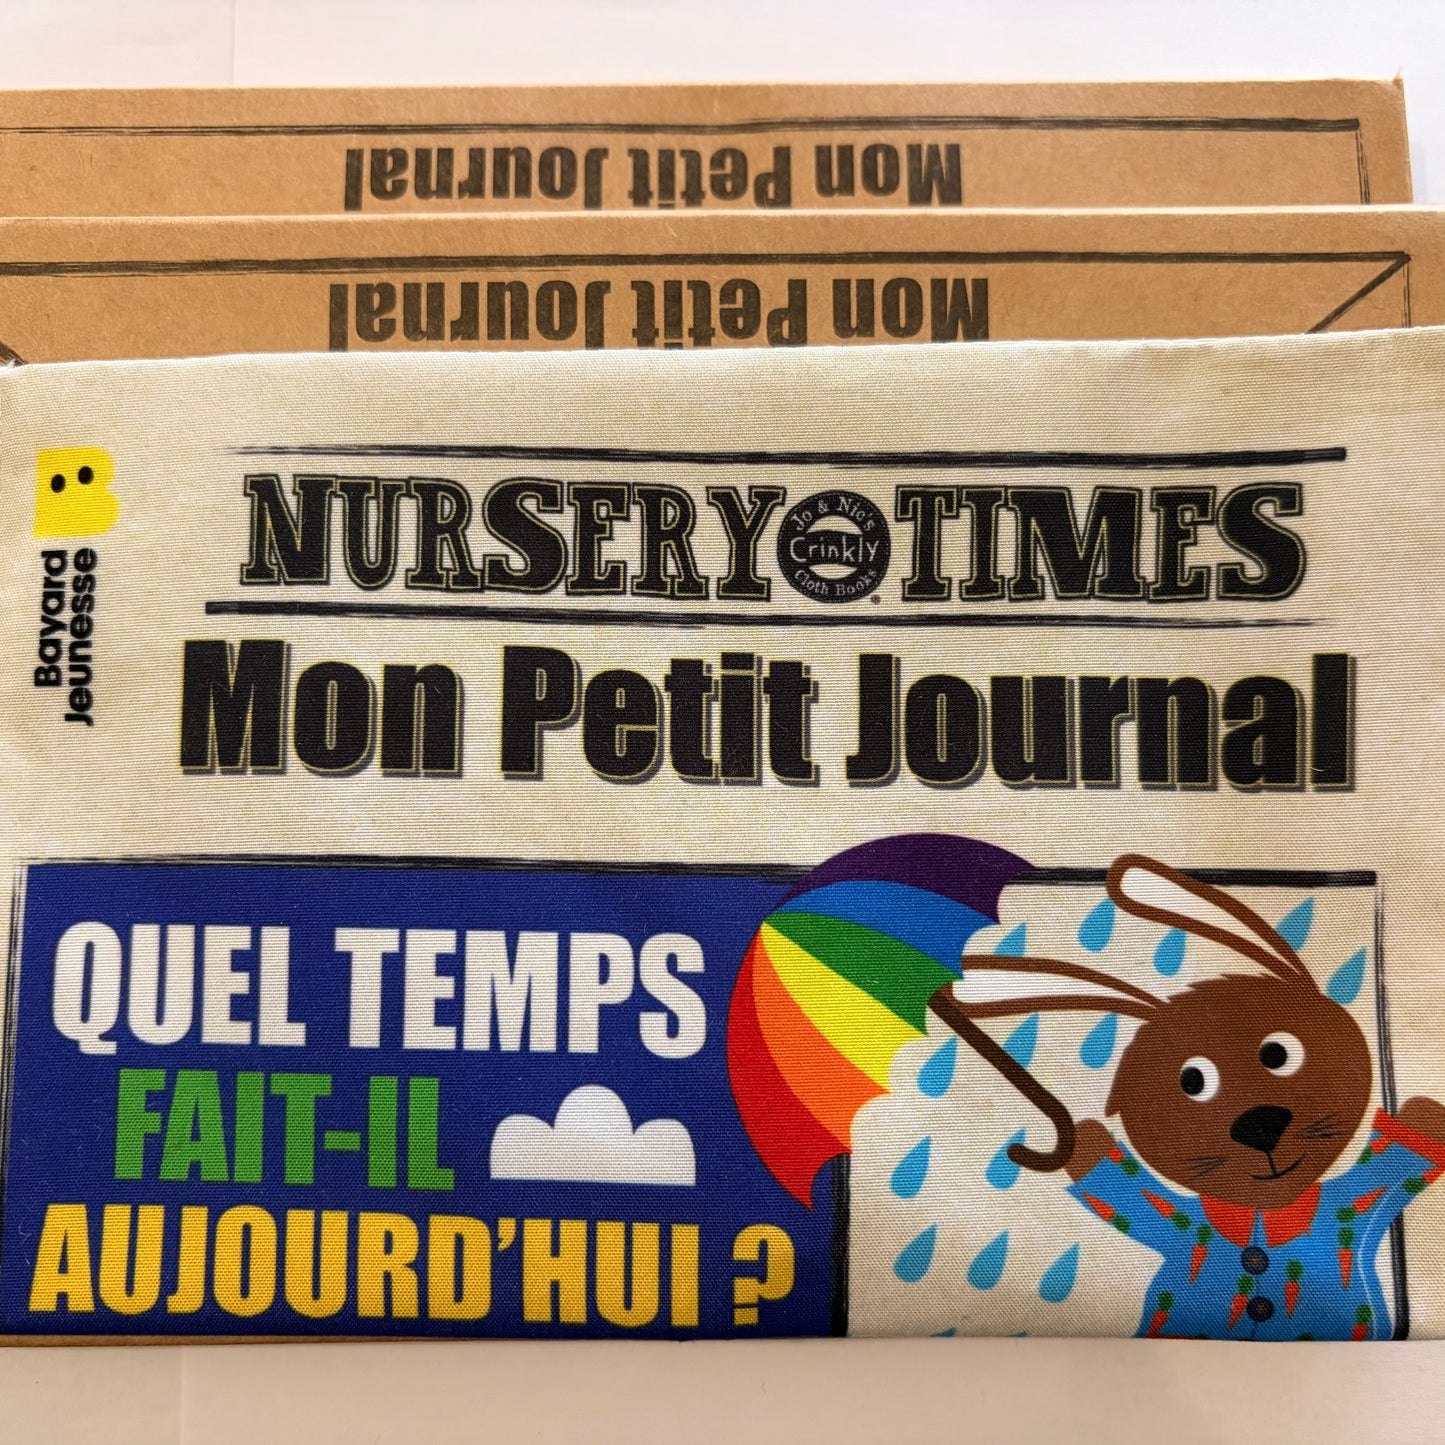 Mon Petit Journal
Mon Petit Journal
Bayard
Jeunesse
NURSERY TIMES
Jo & Nic's
Crinkly
Cloth Books
Mon Petit Journal
QUEL TEMPS
FAIT-IL
AUJOURD'HUI ?